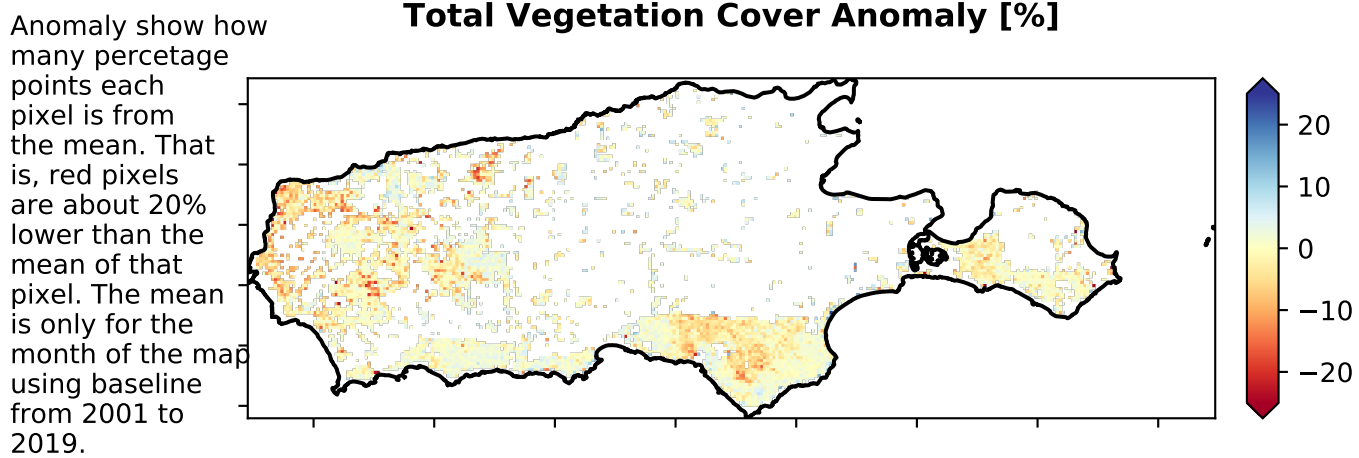 Total Vegetation Cover Anomaly [%]
Anomaly show how
many percetage
points each
pixel is from
the mean. That
is, red pixels
are about 20%
lower than the
mean of that
pixel. The mean
is only for the
month of the map
using baseline
from 2001 to
2019.
20
10
0
−10
−20